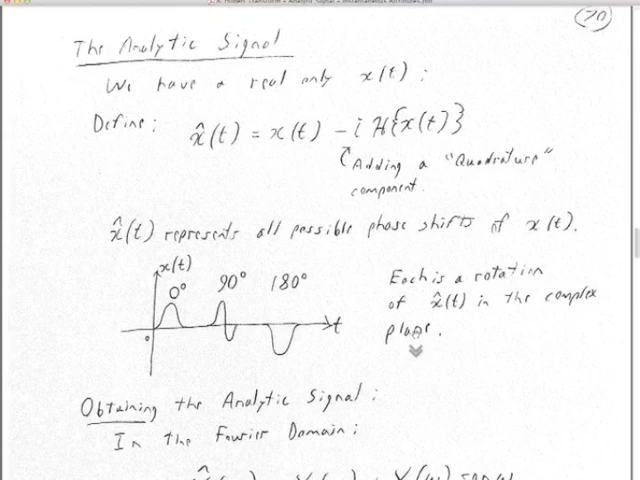 70
The Analytic Signal
We have a real only x(t) :
Define : x̂(t) = x(t) - i H{x(t)}
Adding a "Quadrature"
component.
x̂(t) represents all possible phase shifts of x(t).
x(t)
0° 90° 180°
t
0
Each is a rotation
of x̂(t) in the complex
plane.
Obtaining the Analytic Signal :
In the Fourier Domain :